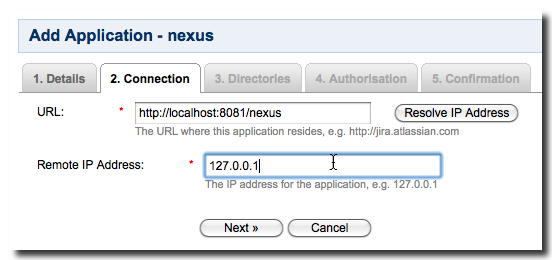 Add Application - nexus
1. Details 2. Connection 3. Directories 4. Authorisation 5. Confirmation
URL: * http://localhost:8081/nexus Resolve IP Address
The URL where this application resides, e.g. http://jira.atlassian.com
Remote IP Address: * 127.0.0.1
The IP address for the application, e.g. 127.0.0.1
Next » Cancel